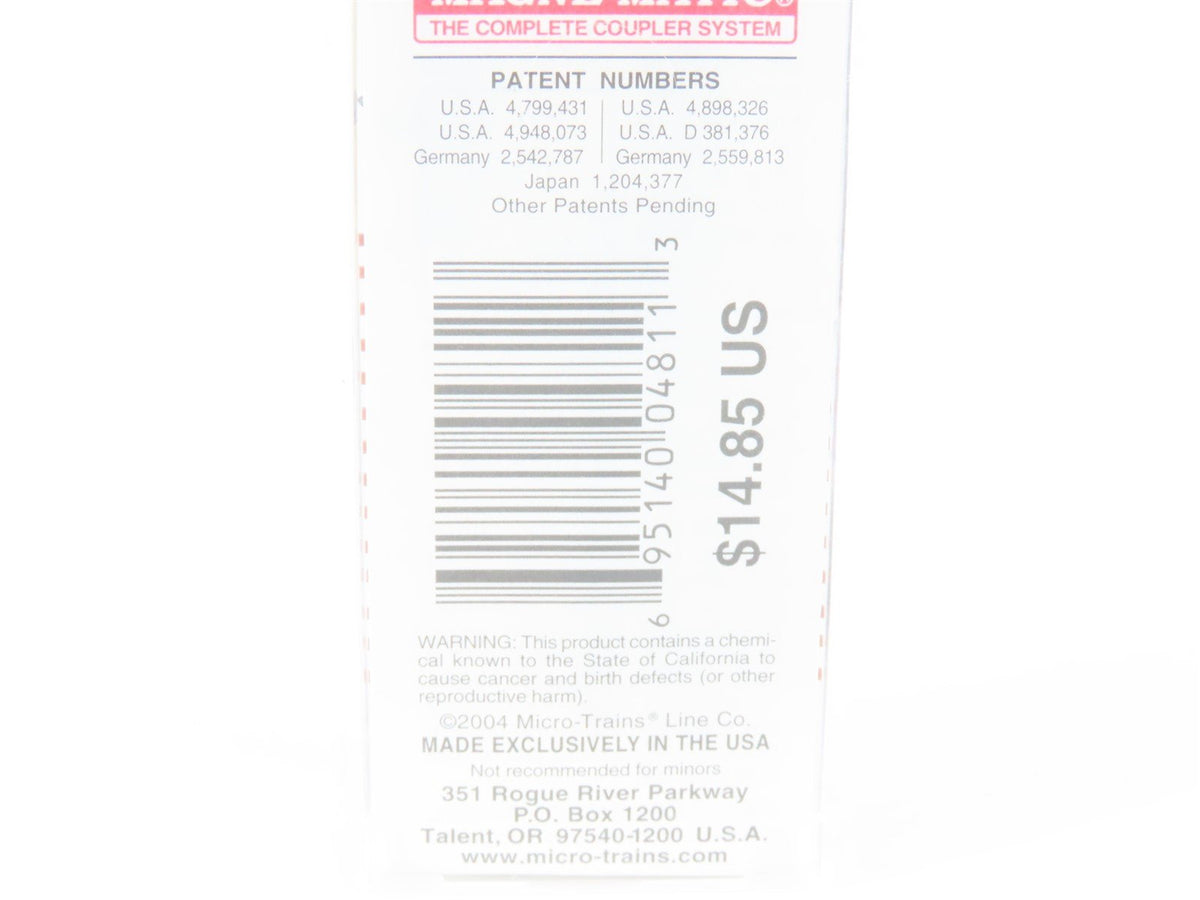 MAGNE-MATIC®
THE COMPLETE COUPLER SYSTEM
PATENT NUMBERS
U.S.A. 4,799,431 U.S.A. 4,898,326
U.S.A. 4,948,073 U.S.A. D 381,376
Germany 2,542,787 Germany 2,559,813
Japan 1,204,377
Other Patents Pending
6 95140 04811 3
$14.85 US
WARNING: This product contains a chemi-
cal known to the State of California to
cause cancer and birth defects (or other
reproductive harm).
©2004 Micro-Trains® Line Co.
MADE EXCLUSIVELY IN THE USA
Not recommended for minors
351 Rogue River Parkway
P.O. Box 1200
Talent, OR 97540-1200 U.S.A.
www.micro-trains.com